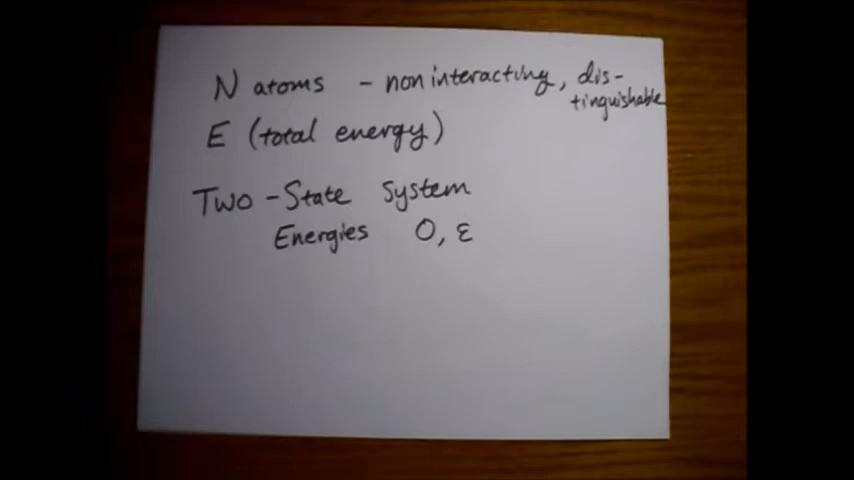 N atoms - noninteracting, dis-
tinguishable
E (total energy)
Two-State System
Energies 0, ε